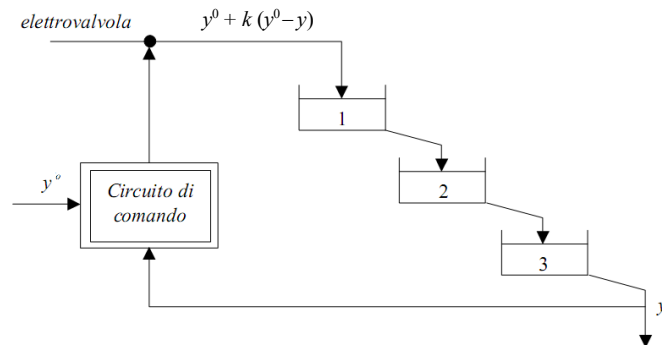 elettrovalvola
y⁰ + k (y⁰–y)
1
2
y°
Circuito di
comando
3
y